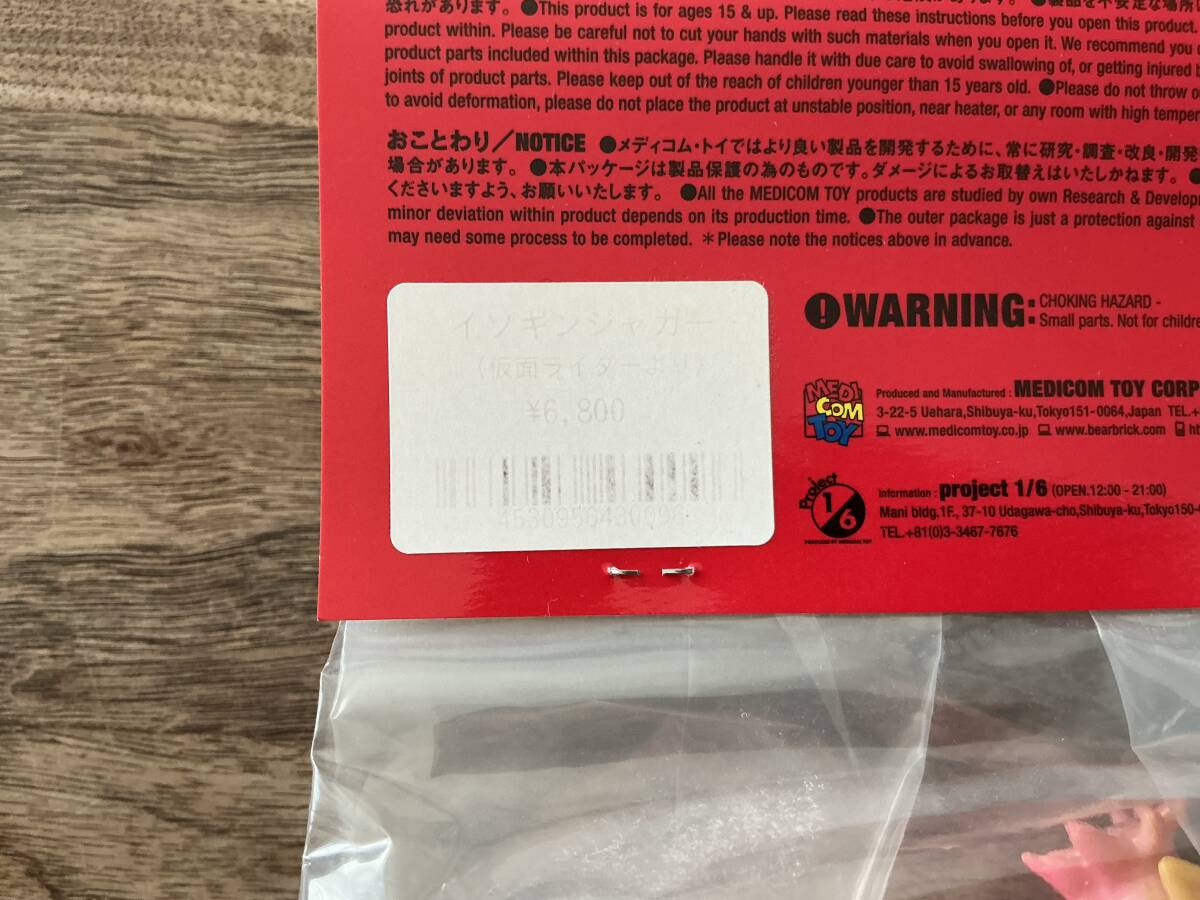 恐れがあります。●This product is for ages 15 & up. Please read these instructions before you open this product.
product within. Please be careful not to cut your hands with such materials when you open it. We recommend you
product parts included within this package. Please handle it with due care to avoid swallowing of, or getting injured
joints of product parts. Please keep out of the reach of children younger than 15 years old. ●Please do not throw
to avoid deformation, please do not place the product at unstable position, near heater, or any room with high
おことわり／NOTICE ●メディコム・トイではより良い製品を開発するために、常に研究・調査・改良・開発
場合があります。●本パッケージは製品保護の為のものです。ダメージによるお取替えはいたしかねます。●
くださいますよう、お願いいたします。 ●All the MEDICOM TOY products are studied by own Research &
minor deviation within product depends on its production time. ●The outer package is just a protection against
may need some process to be completed. ＊Please note the notices above in advance.
イソギンジャガー
(仮面ライダーより)
¥6,800
WARNING: CHOKING HAZARD -
Small parts. Not for
MEDI COM TOY
Produced and Manufactured : MEDICOM TOY CORP
3-22-5 Uehara,Shibuya-ku,Tokyo151-0064,Japan TEL.
www.medicomtoy.co.jp www.bearbrick.com
Project 1/6
PRODUCED BY MEDICOM TOY
Information : project 1/6 (OPEN.12:00 - 21:00)
Mani bldg.1F., 37-10 Udagawa-cho,Shibuya-ku,Tokyo150-
TEL.+81(0)3-3467-7676